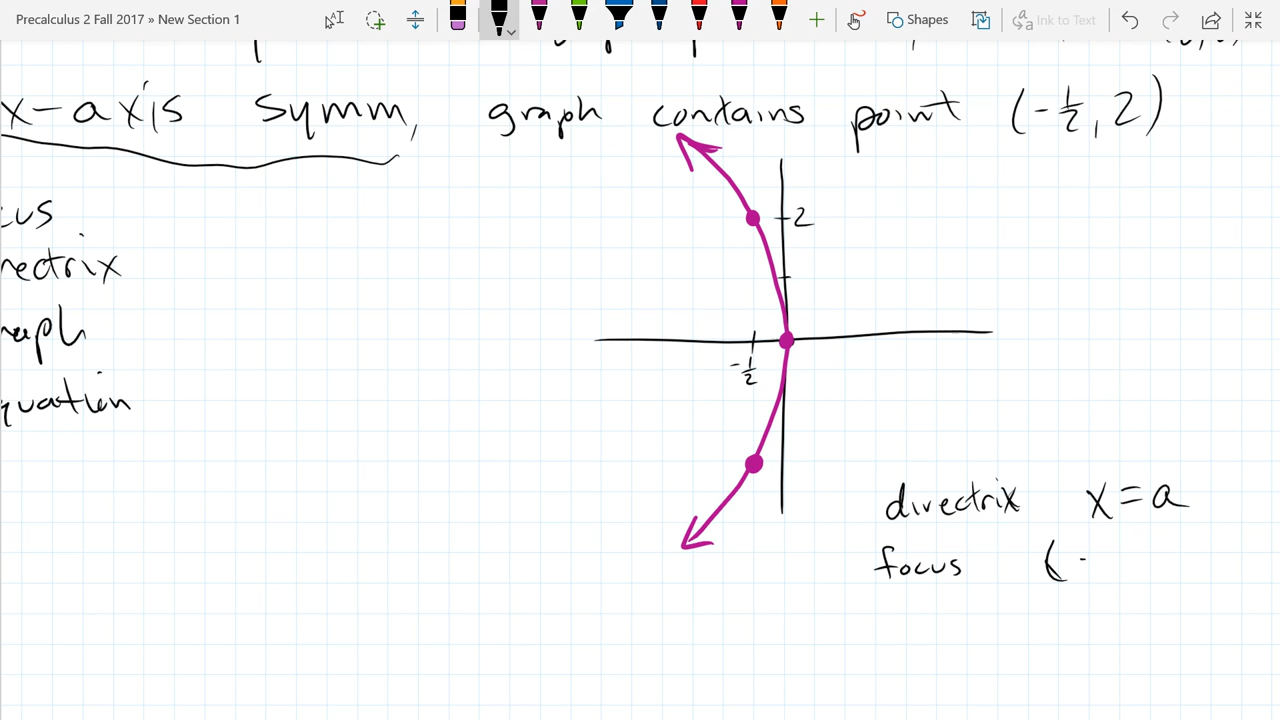 Precalculus 2 Fall 2017 » New Section 1
Shapes
Ink to Text
x-axis symm, graph contains point (-1/2, 2)
cus
rectrix
raph
quation
2
-1/2
directrix x = a
focus (-